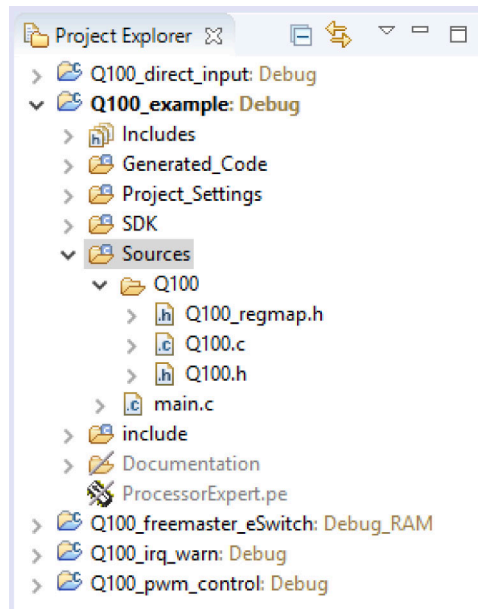 Project Explorer
Q100_direct_input: Debug
Q100_example: Debug
Includes
Generated_Code
Project_Settings
SDK
Sources
Q100
Q100_regmap.h
Q100.c
Q100.h
main.c
include
Documentation
ProcessorExpert.pe
Q100_freemaster_eSwitch: Debug_RAM
Q100_irq_warn: Debug
Q100_pwm_control: Debug